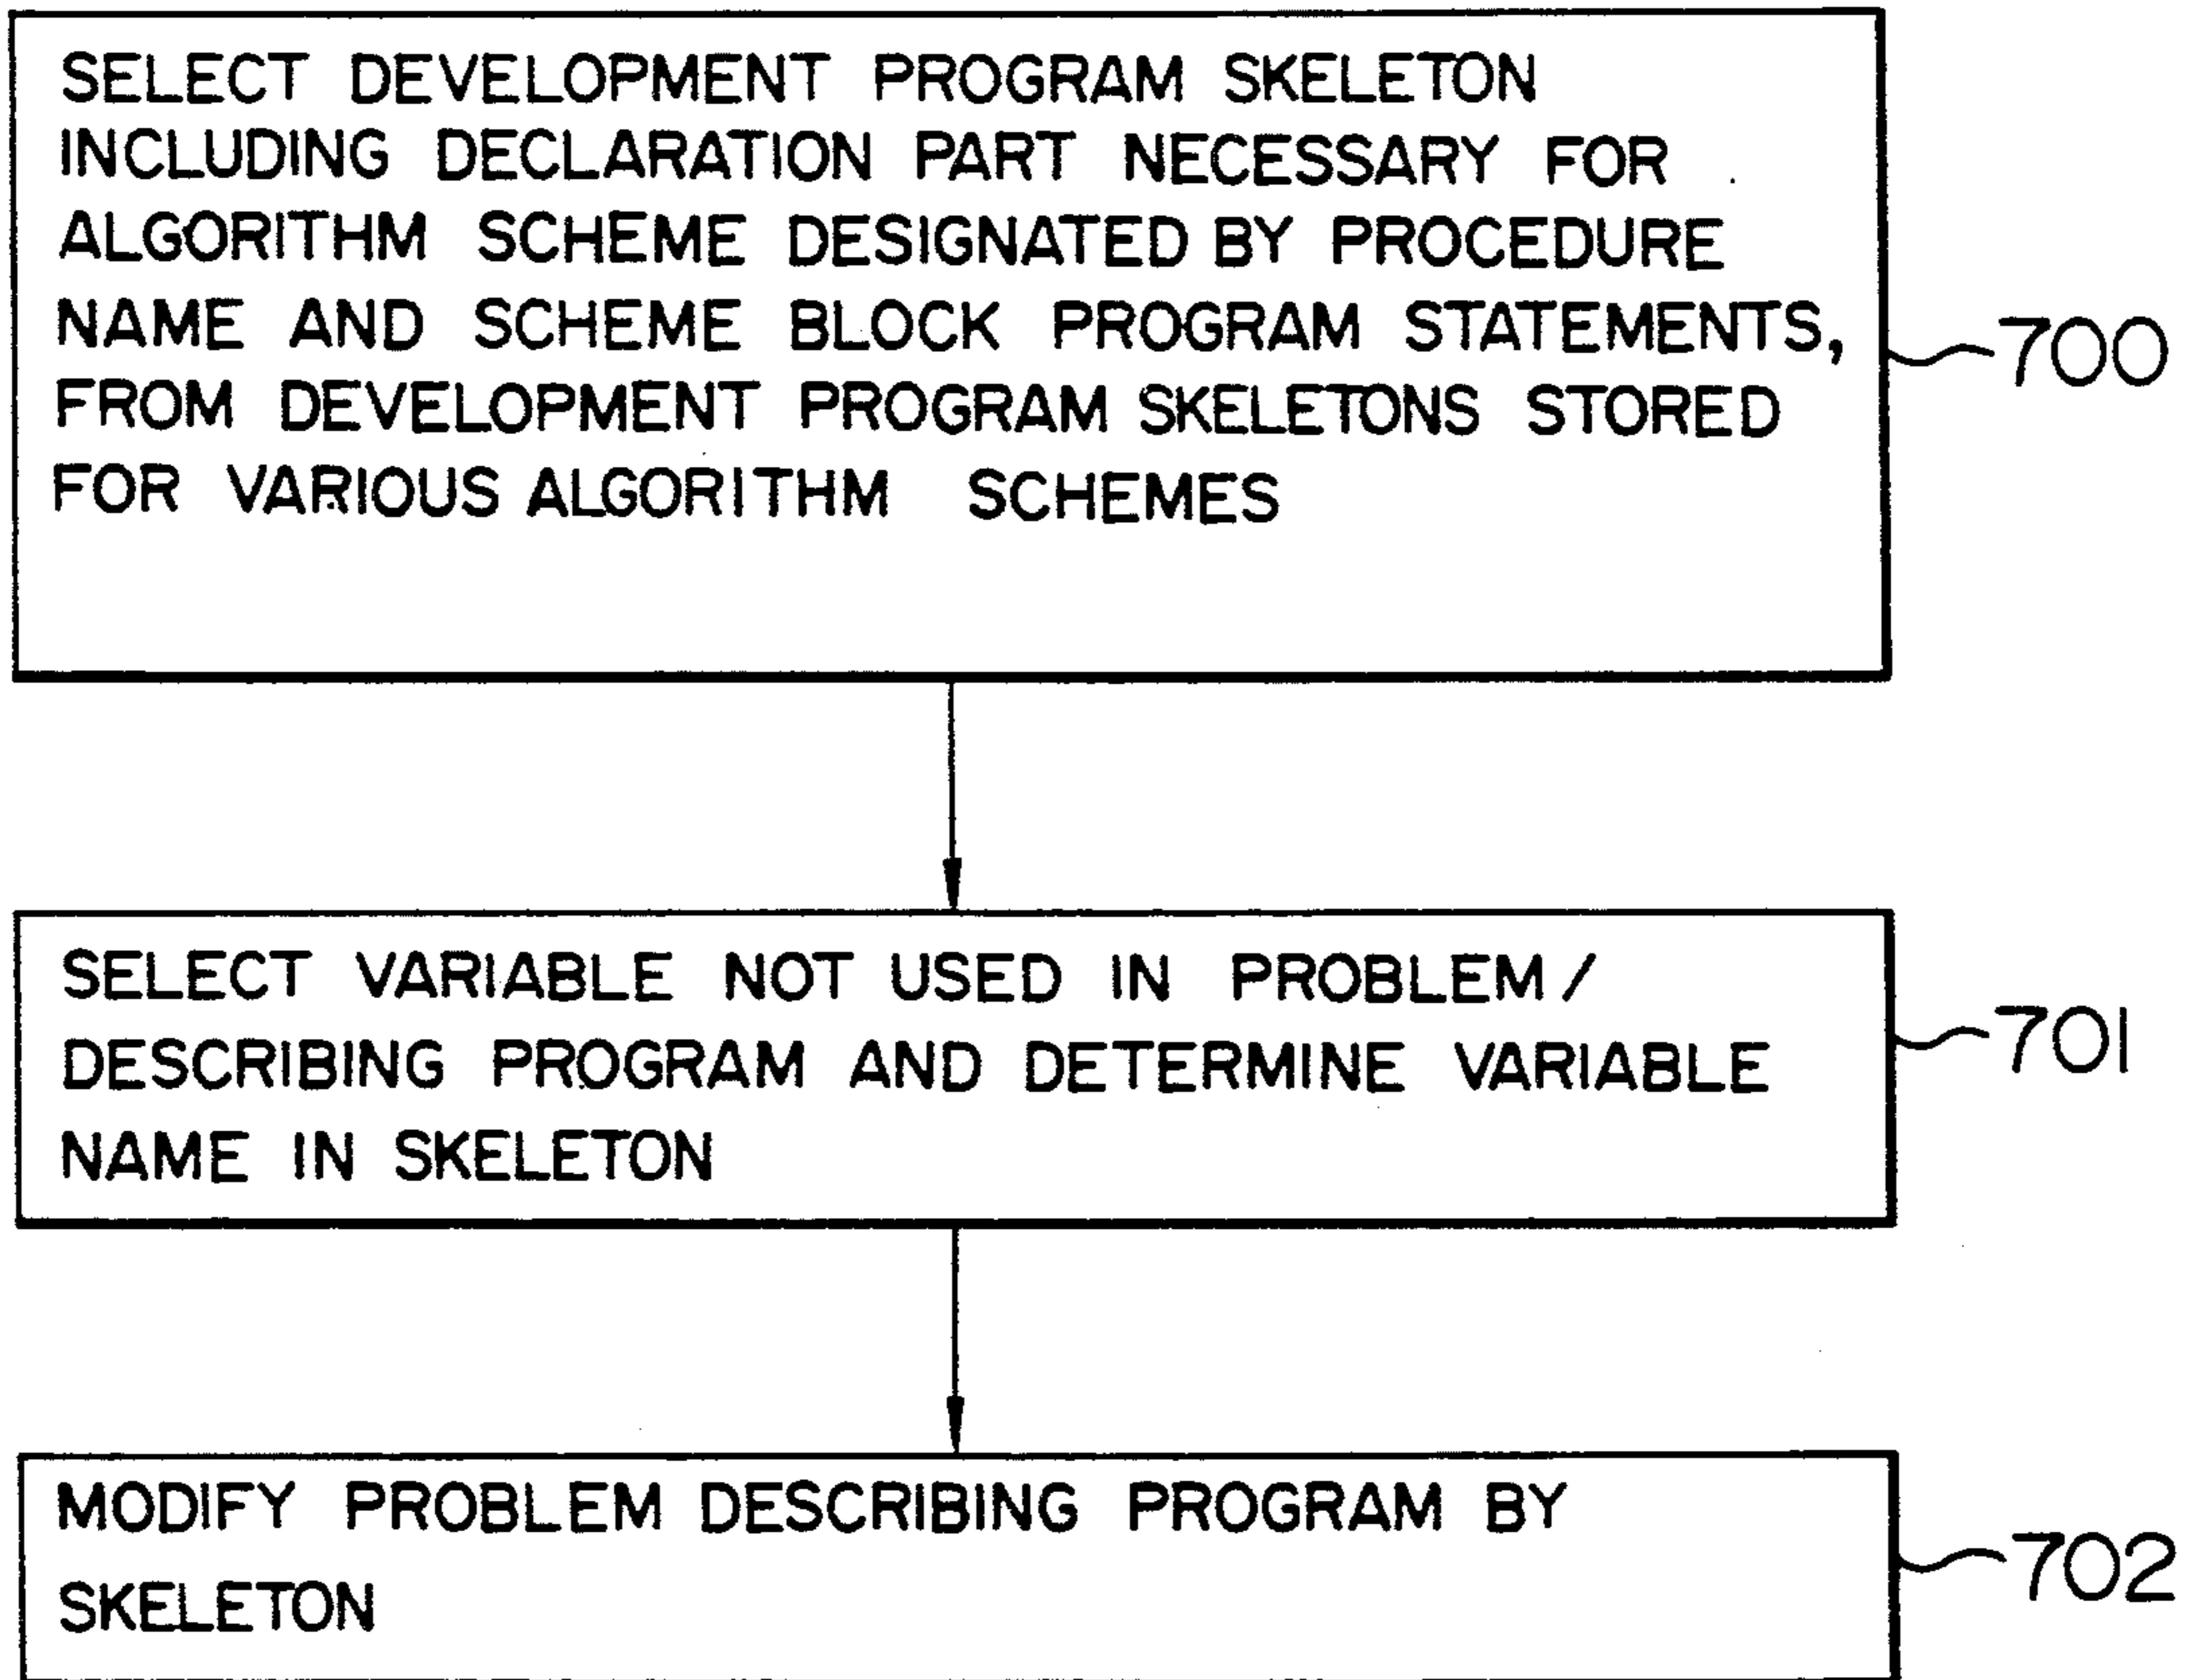 SELECT DEVELOPMENT PROGRAM SKELETON
INCLUDING DECLARATION PART NECESSARY FOR
ALGORITHM SCHEME DESIGNATED BY PROCEDURE
NAME AND SCHEME BLOCK PROGRAM STATEMENTS,
FROM DEVELOPMENT PROGRAM SKELETONS STORED
FOR VARIOUS ALGORITHM SCHEMES
700
SELECT VARIABLE NOT USED IN PROBLEM/
DESCRIBING PROGRAM AND DETERMINE VARIABLE
NAME IN SKELETON
701
MODIFY PROBLEM DESCRIBING PROGRAM BY
SKELETON
702